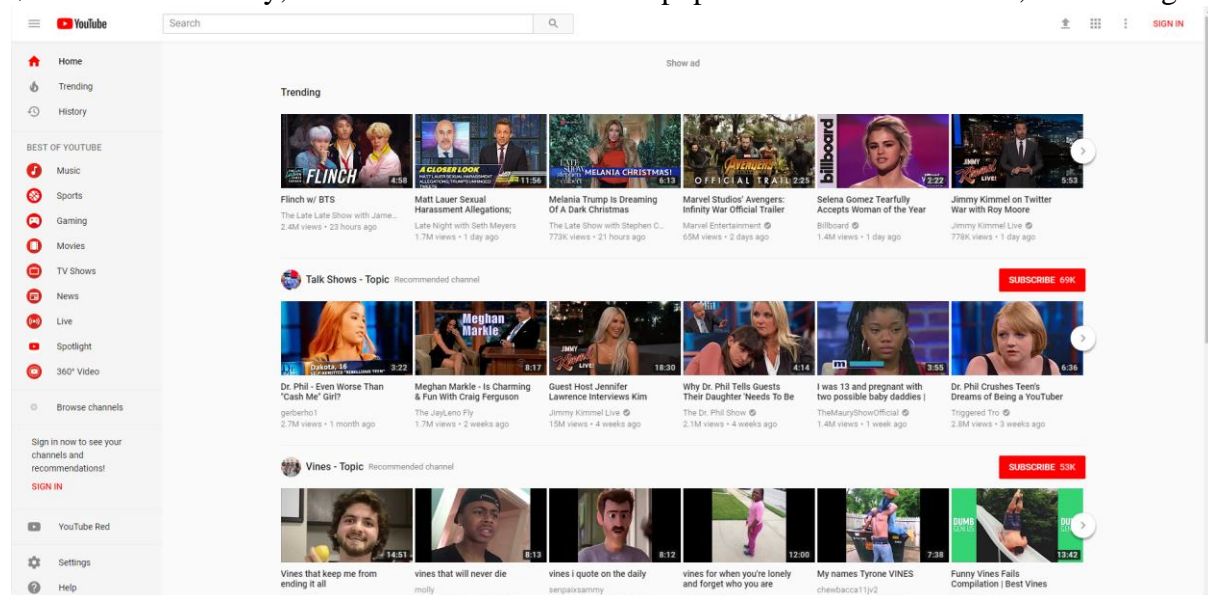 YouTube
Search
SIGN IN
Home
Trending
History
BEST OF YOUTUBE
Music
Sports
Gaming
Movies
TV Shows
News
Live
Spotlight
360° Video
Browse channels
Sign in now to see your
channels and
recommendations!
SIGN IN
YouTube Red
Settings
Help
Show ad
Trending
FLINCH
4:58
A CLOSER LOOK
11:56
MELANIA CHRISTMAS!
6:13
AVENGERS
OFFICIAL TRAIL
2:25
billboard
2:22
JIMMY
KIMMEL
LIVE!
5:53
Flinch w/ BTS
The Late Late Show with Jame...
2.4M views • 23 hours ago
Matt Lauer Sexual
Harassment Allegations;
Late Night with Seth Meyers
1.7M views • 1 day ago
Melania Trump Is Dreaming
Of A Dark Christmas
The Late Show with Stephen C...
773K views • 21 hours ago
Marvel Studios' Avengers:
Infinity War Official Trailer
Marvel Entertainment
65M views • 2 days ago
Selena Gomez Tearfully
Accepts Woman of the Year
Billboard
1.4M views • 1 day ago
Jimmy Kimmel on Twitter
War with Roy Moore
Jimmy Kimmel Live
778K views • 1 day ago
Talk Shows - Topic Recommended channel
SUBSCRIBE 69K
Dakota, 16
3:22
Meghan
Markle
8:17
JIMMY
LIVE!
18:30
4:14
m
3:55
6:36
Dr. Phil - Even Worse Than
"Cash Me" Girl?
gerberho1
2.7M views • 1 month ago
Meghan Markle - Is Charming
& Fun With Craig Ferguson
The JayLeno Fly
1.7M views • 2 weeks ago
Guest Host Jennifer
Lawrence Interviews Kim
Jimmy Kimmel Live
15M views • 4 weeks ago
Why Dr. Phil Tells Guests
Their Daughter 'Needs To Be
The Dr. Phil Show
2.1M views • 4 weeks ago
I was 13 and pregnant with
two possible baby daddies |
TheMauryShowOfficial
1.4M views • 1 week ago
Dr. Phil Crushes Teen's
Dreams of Being a YouTuber
Triggered Tro
2.8M views • 3 weeks ago
Vines - Topic Recommended channel
SUBSCRIBE 53K
14:51
8:13
8:12
12:00
7:38
DUMB
13:42
Vines that keep me from
ending it all
vines that will never die
molly
vines i quote on the daily
senpaixsammy
vines for when you're lonely
and forget who you are
My names Tyrone VINES
chewbacca11jv2
Funny Vines Fails
Compilation | Best Vines